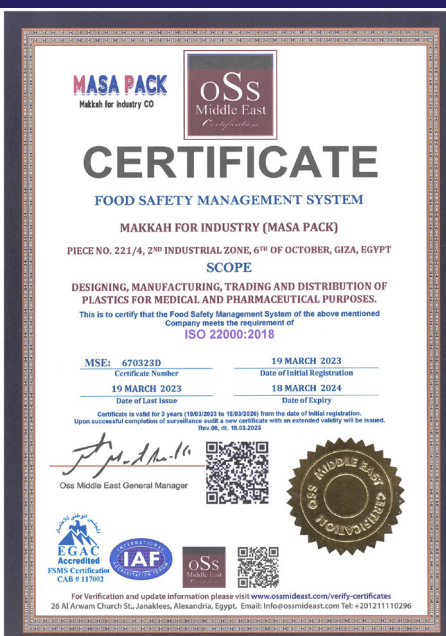 MASA PACK
Makkah for industry CO
OSS
Middle East
Certification
CERTIFICATE
FOOD SAFETY MANAGEMENT SYSTEM
MAKKAH FOR INDUSTRY (MASA PACK)
PIECE NO. 221/4, 2ND INDUSTRIAL ZONE, 6TH OF OCTOBER, GIZA, EGYPT
SCOPE
DESIGNING, MANUFACTURING, TRADING AND DISTRIBUTION OF
PLASTICS FOR MEDICAL AND PHARMACEUTICAL PURPOSES.
This is to certify that the Food Safety Management System of the above mentioned
Company meets the requirement of
ISO 22000:2018
MSE: 670323D
Certificate Number
19 MARCH 2023
Date of Initial Registration
19 MARCH 2023
Date of Last Issue
18 MARCH 2024
Date of Expiry
Certificate is valid for 3 years (19/03/2023 to 18/03/2026) from the date of initial registration.
Upon successful completion of surveillance audit a new certificate with an extended validity will be issued.
Rev.00, dt. 19.03.2023
Oss Middle East General Manager
OSS MIDDLE EAST CERTIFICATION
EGAC
Accredited
FSMS Certification
CAB # 117002
INTERNATIONAL
ACCREDITATION FORUM
IAF
OSS
Middle East
For Verification and update information please visit www.ossmideast.com/verify-certificates
26 Al Arwam Church St., Janaklees, Alexandria, Egypt. Email: Info@ossmideast.com Tel: +201211110296